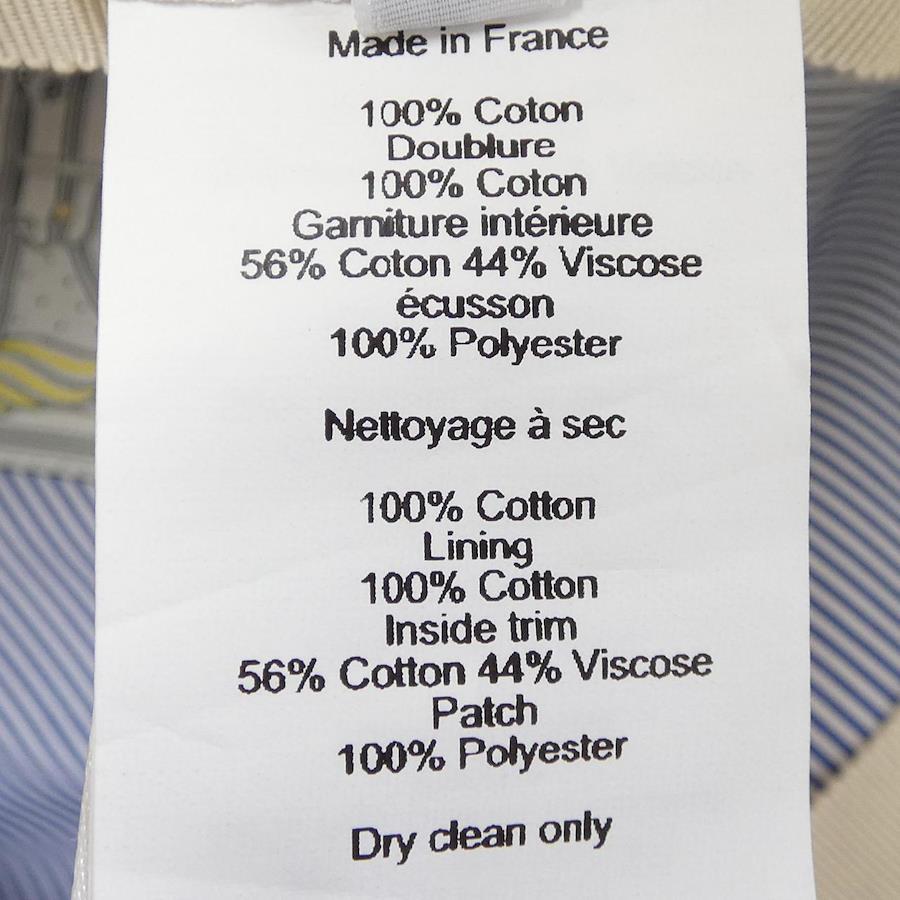 Made in France
100% Coton
Doublure
100% Coton
Garniture intérieure
56% Coton 44% Viscose
écusson
100% Polyester
Nettoyage à sec
100% Cotton
Lining
100% Cotton
Inside trim
56% Cotton 44% Viscose
Patch
100% Polyester
Dry clean only